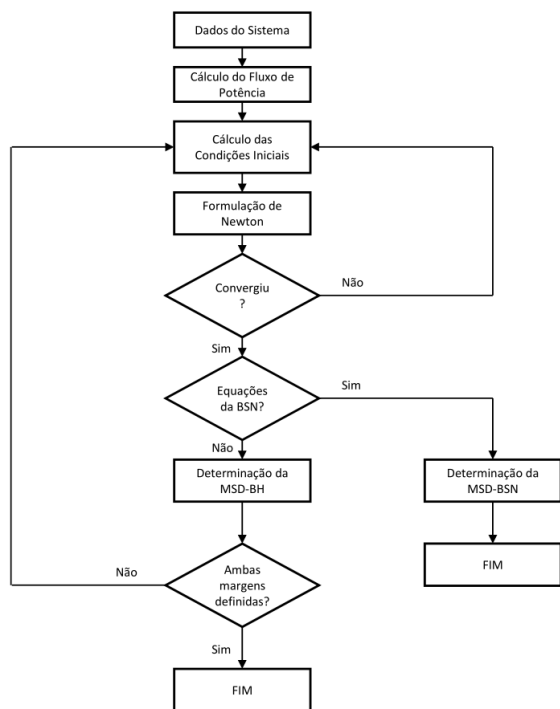 Dados do Sistema
Cálculo do Fluxo de
Potência
Cálculo das
Condições Iniciais
Formulação de
Newton
Convergiu
?
Não
Sim
Equações
da BSN?
Sim
Não
Determinação da
MSD-BH
Determinação da
MSD-BSN
FIM
Ambas
margens
definidas?
Não
Sim
FIM